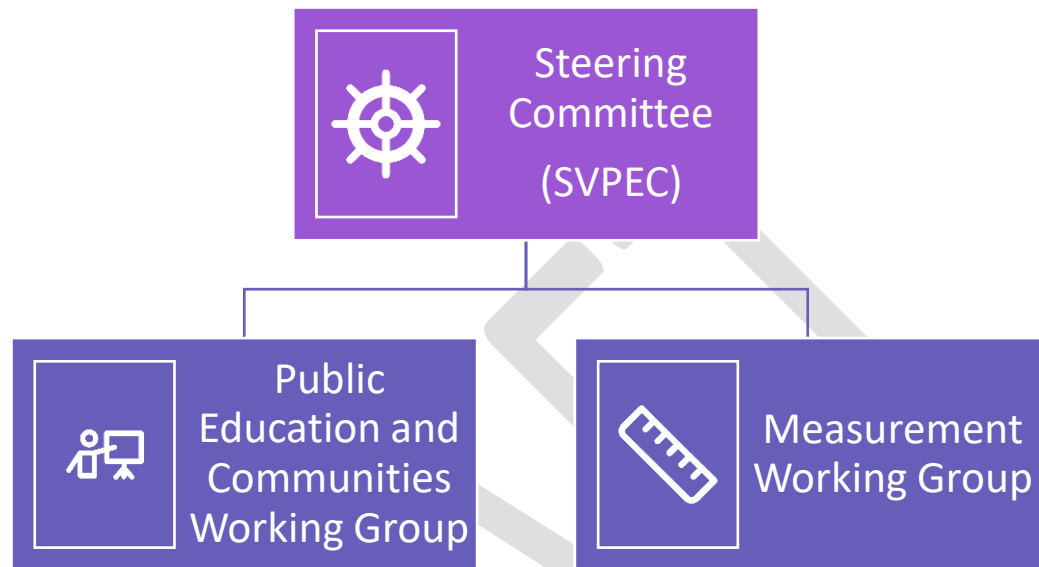 Steering
Committee
(SVPEC)
Public
Education and
Communities
Working Group
Measurement
Working Group